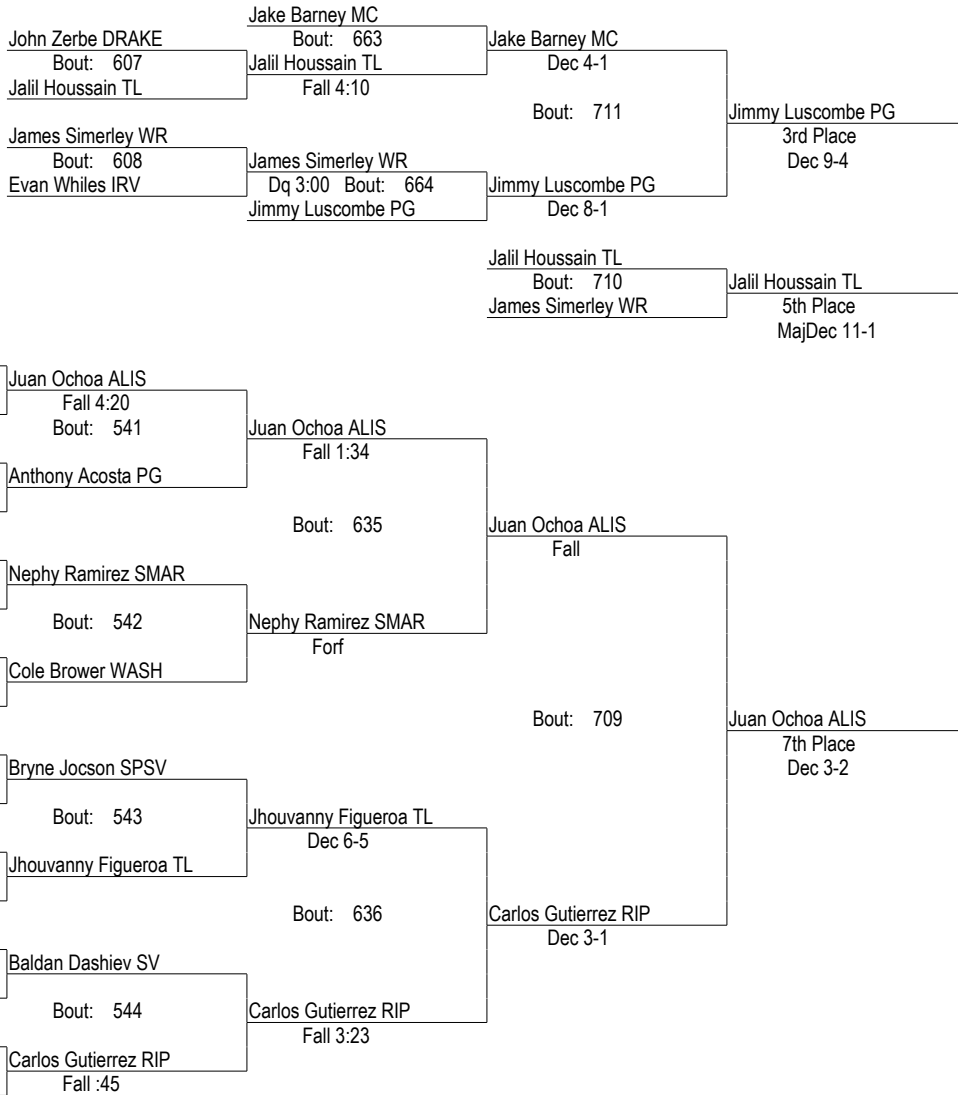 Jake Barney MC
John Zerbe DRAKE Bout: 663 Jake Barney MC
Bout: 607 Jalil Houssain TL Dec 4-1
Jalil Houssain TL Fall 4:10
Bout: 711 Jimmy Luscombe PG
James Simerley WR 3rd Place
Bout: 608 James Simerley WR Dec 9-4
Evan Whiles IRV Dq 3:00 Bout: 664 Jimmy Luscombe PG
Jimmy Luscombe PG Dec 8-1
Jalil Houssain TL
Bout: 710 Jalil Houssain TL
James Simerley WR 5th Place
MajDec 11-1
Juan Ochoa ALIS
Fall 4:20
Bout: 541 Juan Ochoa ALIS
Fall 1:34
Anthony Acosta PG
Bout: 635 Juan Ochoa ALIS
Fall
Nephy Ramirez SMAR
Bout: 542 Nephy Ramirez SMAR
Forf
Cole Brower WASH
Bout: 709 Juan Ochoa ALIS
7th Place
Bryne Jocson SPSV Dec 3-2
Bout: 543 Jhouvanny Figueroa TL
Dec 6-5
Jhouvanny Figueroa TL
Bout: 636 Carlos Gutierrez RIP
Dec 3-1
Baldan Dashiev SV
Bout: 544 Carlos Gutierrez RIP
Fall 3:23
Carlos Gutierrez RIP
Fall :45